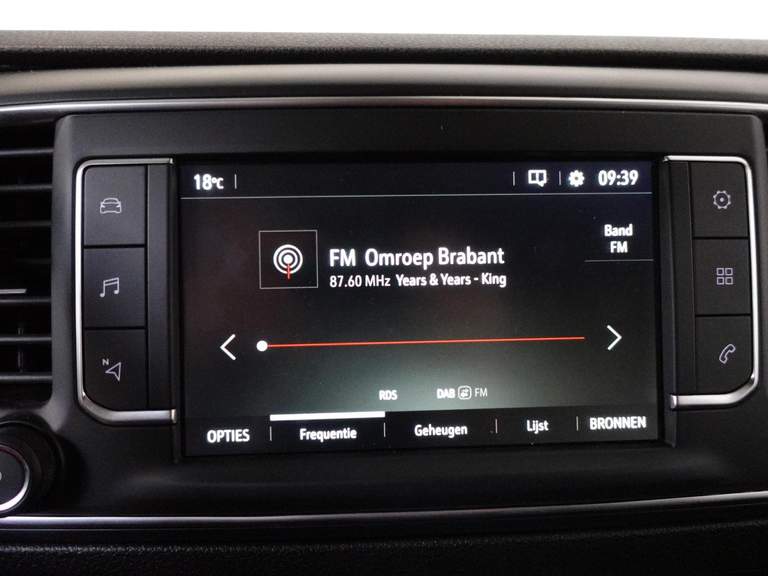 18°C
09:39
FM Omroep Brabant
87.60 MHz Years & Years - King
Band
FM
N
RDS
DAB FM
OPTIES
Frequentie
Geheugen
Lijst
BRONNEN